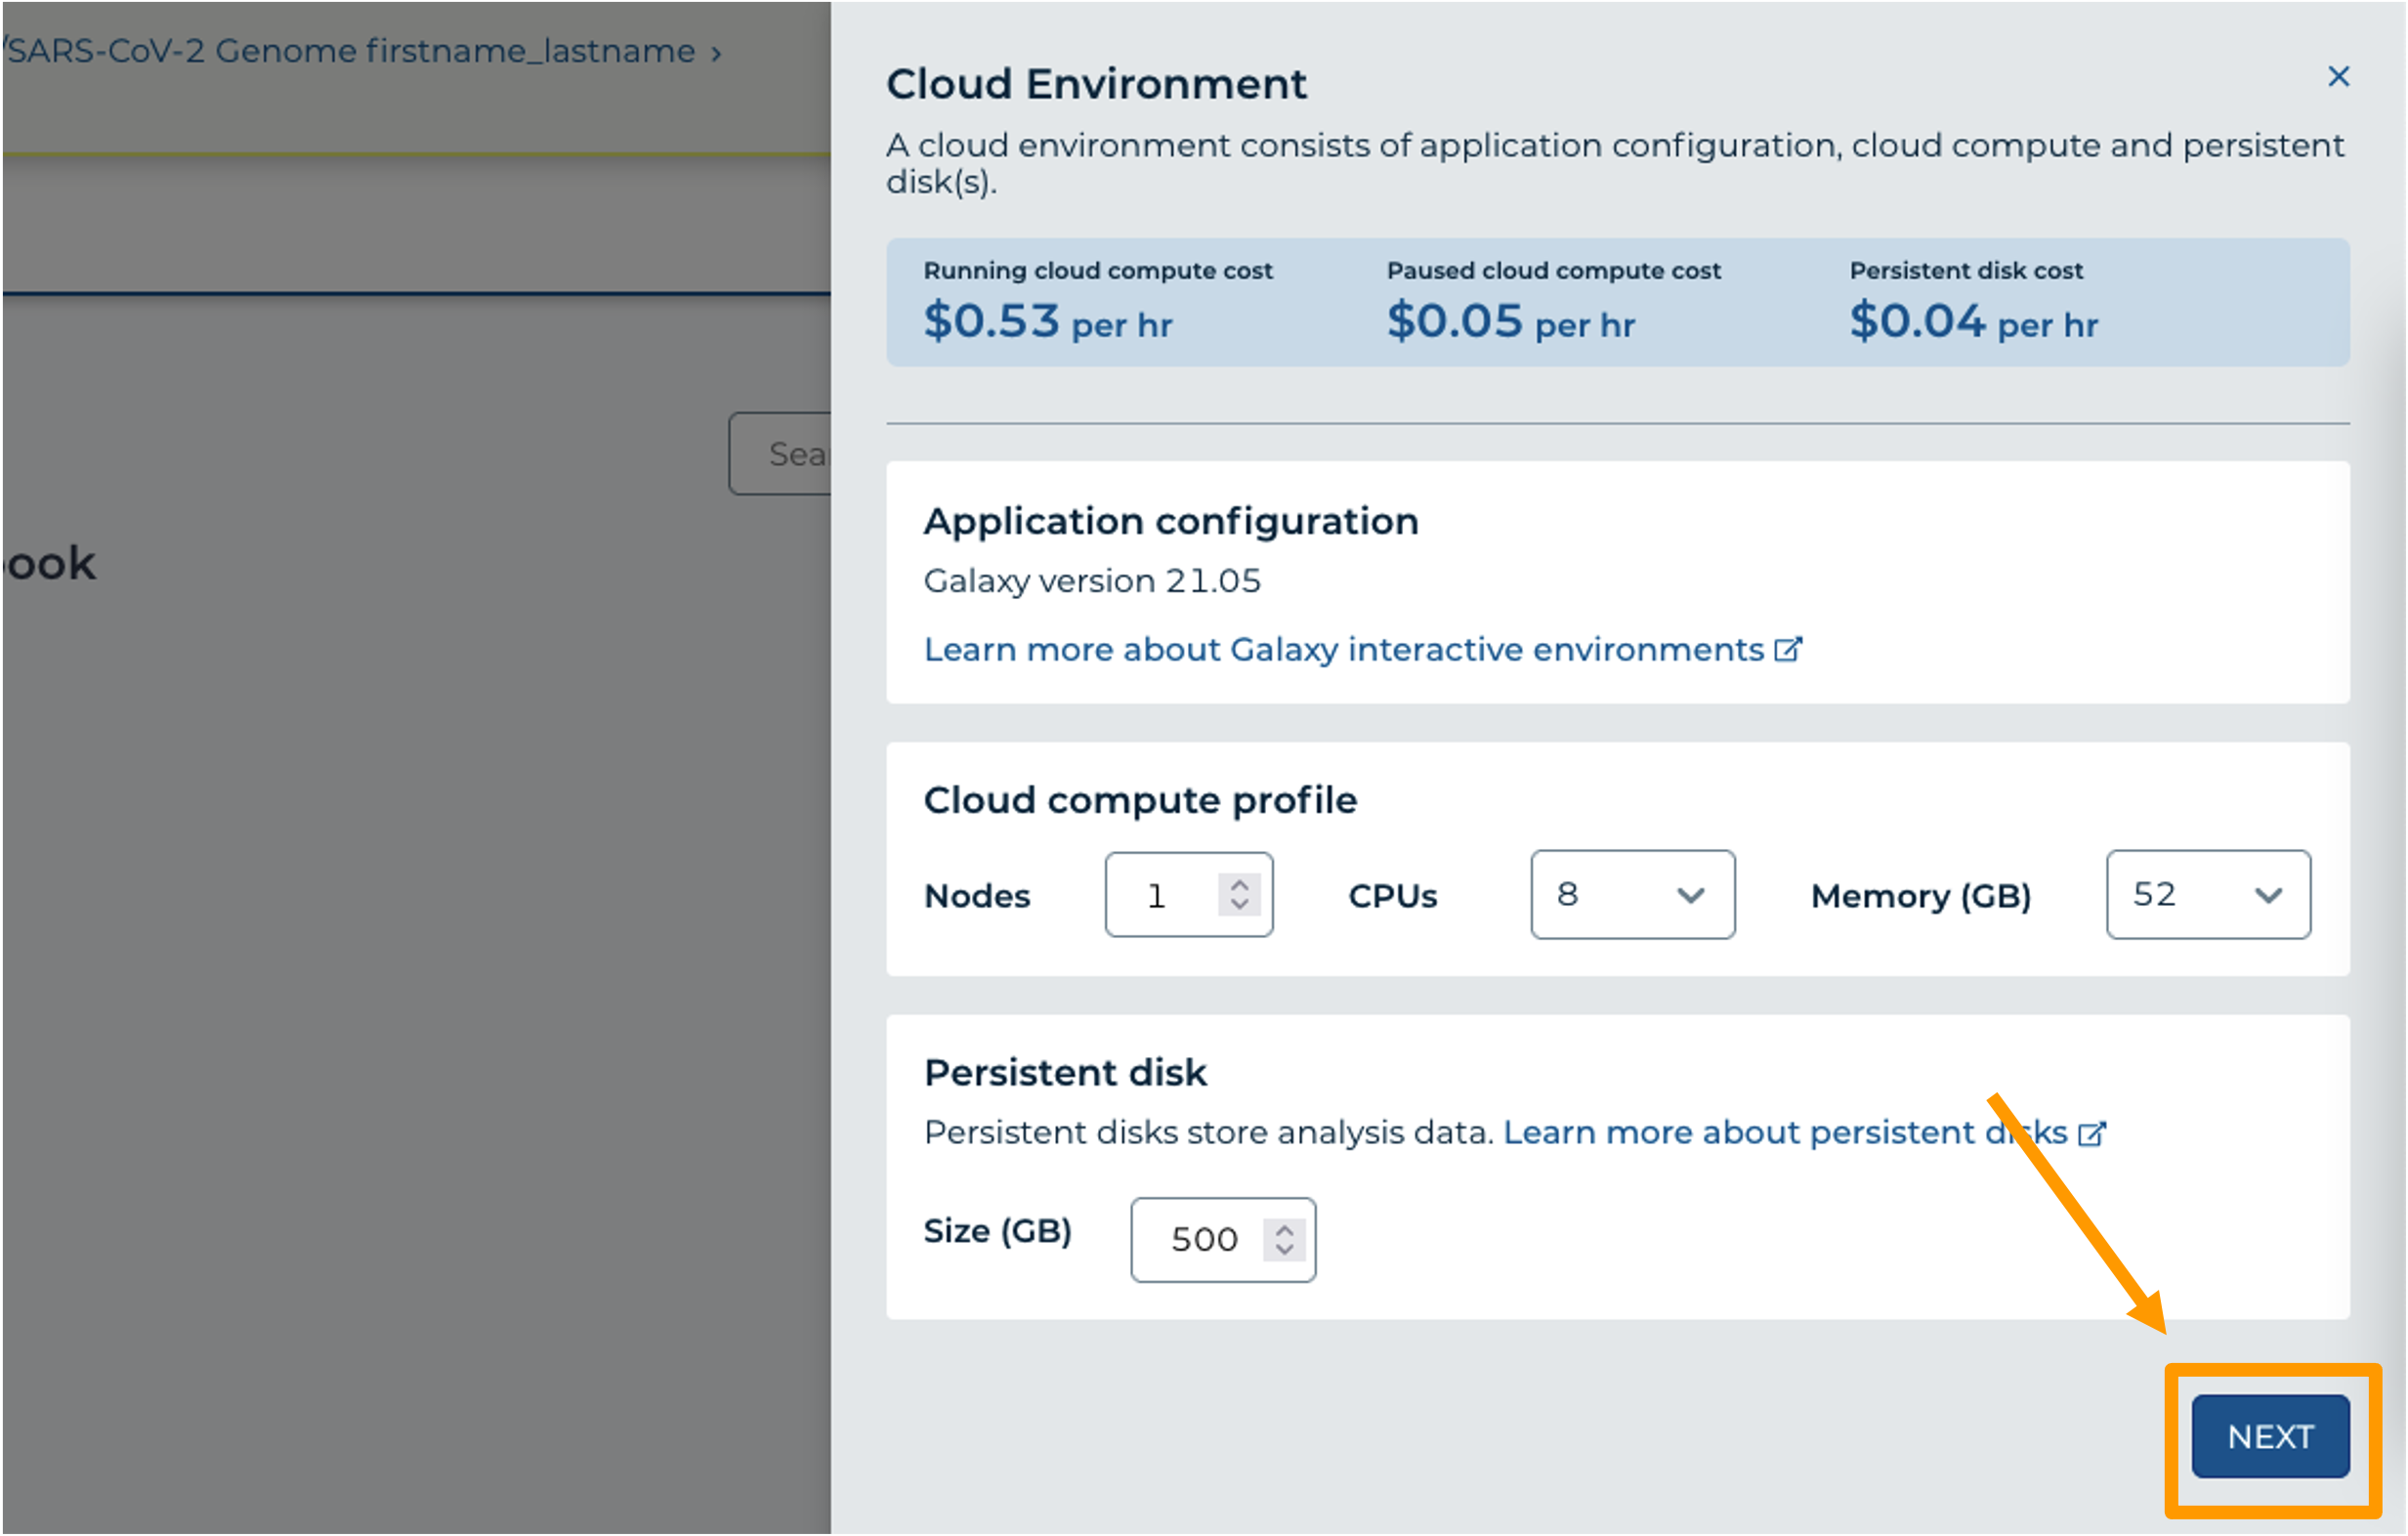 /SARS-CoV-2 Genome firstname_lastname ›
Cloud Environment
A cloud environment consists of application configuration, cloud compute and persistent
disk(s).
Running cloud compute cost
$0.53 per hr
Paused cloud compute cost
$0.05 per hr
Persistent disk cost
$0.04 per hr
Application configuration
Galaxy version 21.05
Learn more about Galaxy interactive environments
Cloud compute profile
Nodes 1 CPUs 8 Memory (GB) 52
Persistent disk
Persistent disks store analysis data. Learn more about persistent disks
Size (GB) 500
NEXT